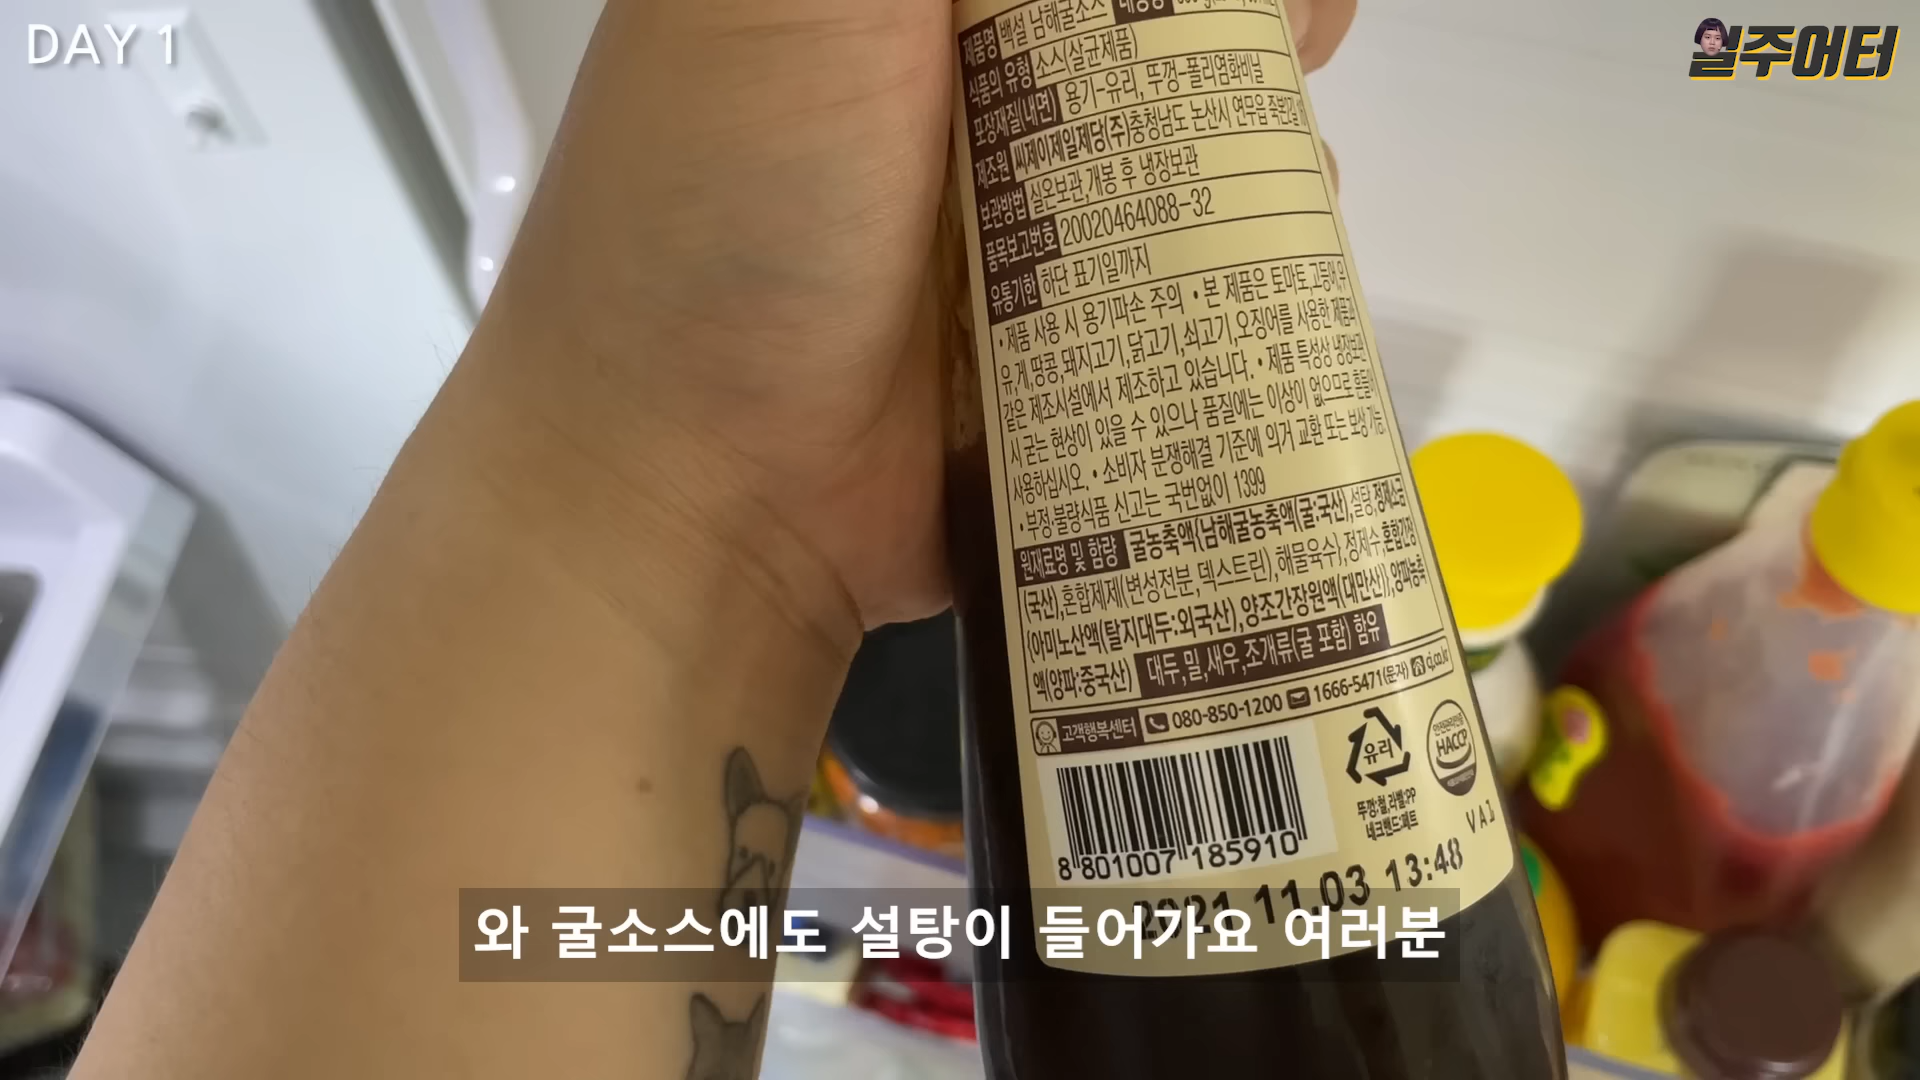 DAY 1
일주어터
제품명 백설 남해굴소스
식품의 유형 소스(살균제품)
포장재질(내면) 용기-유리, 뚜껑-폴리염화비닐
제조원 씨제이제일제당(주) 충청남도 논산시 연무읍
보관방법 실온보관,개봉 후 냉장보관
품목보고번호 20020464088-32
유통기한 하단 표기일까지
•제품 사용 시 용기파손 주의 •본 제품은 토마토,고등어,우
유,게,땅콩,돼지고기,닭고기,쇠고기,오징어를 사용한 제품과
같은 제조시설에서 제조하고 있습니다. •제품 특성상 냉장보관
시 굳는 현상이 있을 수 있으나 품질에는 이상이 없으므로 흔들어
사용하십시오. •소비자 분쟁해결 기준에 의거 교환 또는 보상 가능
•부정·불량식품 신고는 국번없이 1399
원재료명 및 함량 굴농축액{남해굴농축액(굴:국산),설탕,정제소금
(국산),혼합제제(변성전분,덱스트린),해물육수},정제수,혼합간장
(아미노산액(탈지대두:외국산),양조간장원액(대만산)),양파농축
액(양파:중국산) 대두,밀,새우,조개류(굴 포함) 함유
고객행복센터 080-850-1200 1666-5471(문자) cj.co.kr
유리
HACCP
뚜껑:철,라벨:PP
네크밴드:페트
8 801007 185910
2021.11.03 13:48
와 굴소스에도 설탕이 들어가요 여러분